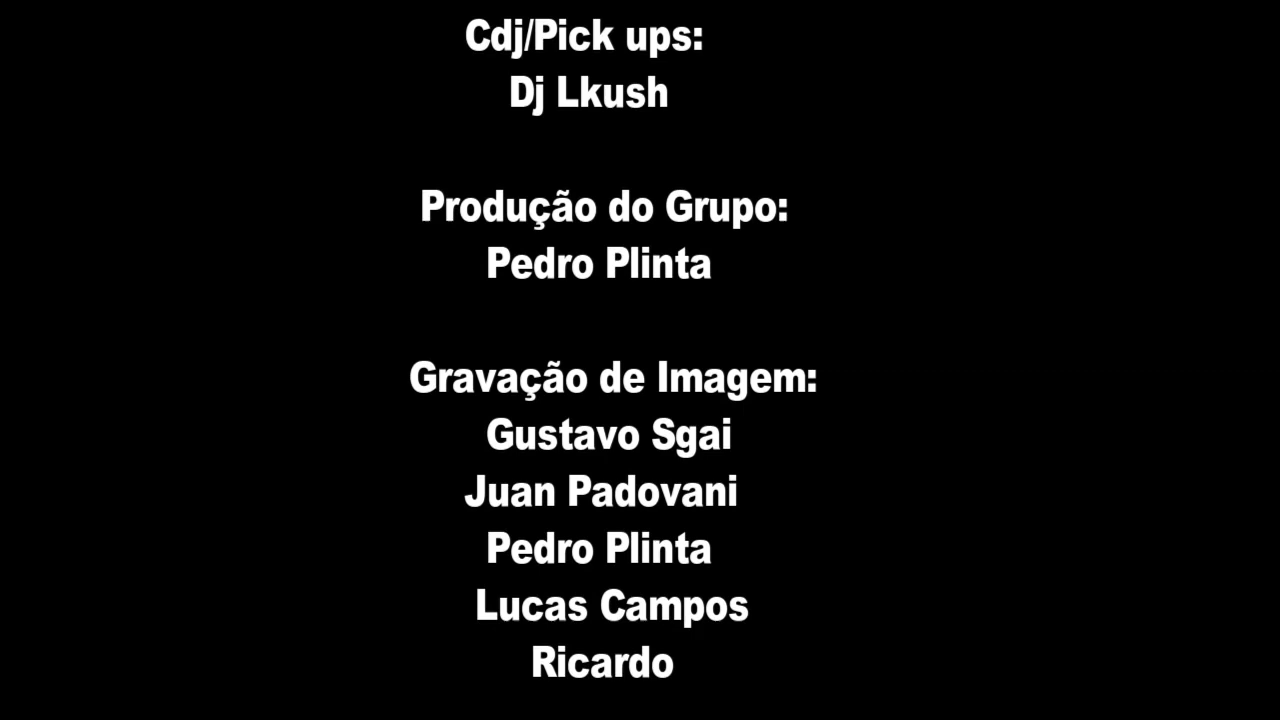 Cdj/Pick ups:
Dj Lkush
Produção do Grupo:
Pedro Plinta
Gravação de Imagem:
Gustavo Sgai
Juan Padovani
Pedro Plinta
Lucas Campos
Ricardo